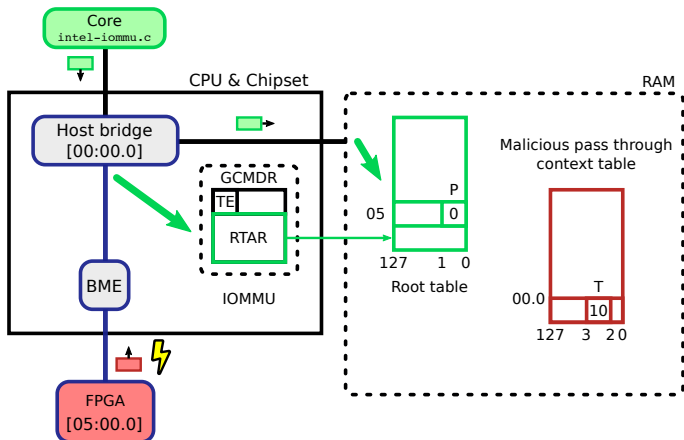 Core
intel-iommu.c
CPU & Chipset
RAM
Host bridge
[00:00.0]
Malicious pass through
context table
GCMDR
TE
RTAR
IOMMU
P
05
0
127
1
0
Root table
T
00.0
10
127
3
2
0
BME
FPGA
[05:00.0]